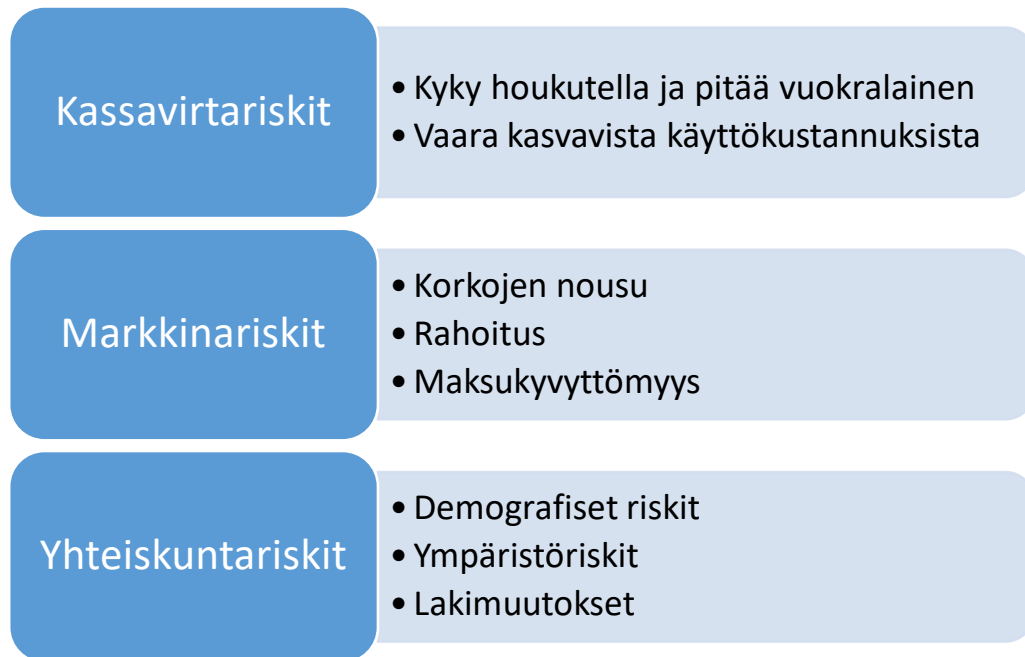 Kassavirtariskit
• Kyky houkutella ja pitää vuokralainen
• Vaara kasvavista käyttökustannuksista
Markkinariskit
• Korkojen nousu
• Rahoitus
• Maksukyvyttömyys
Yhteiskuntariskit
• Demografiset riskit
• Ympäristöriskit
• Lakimuutokset